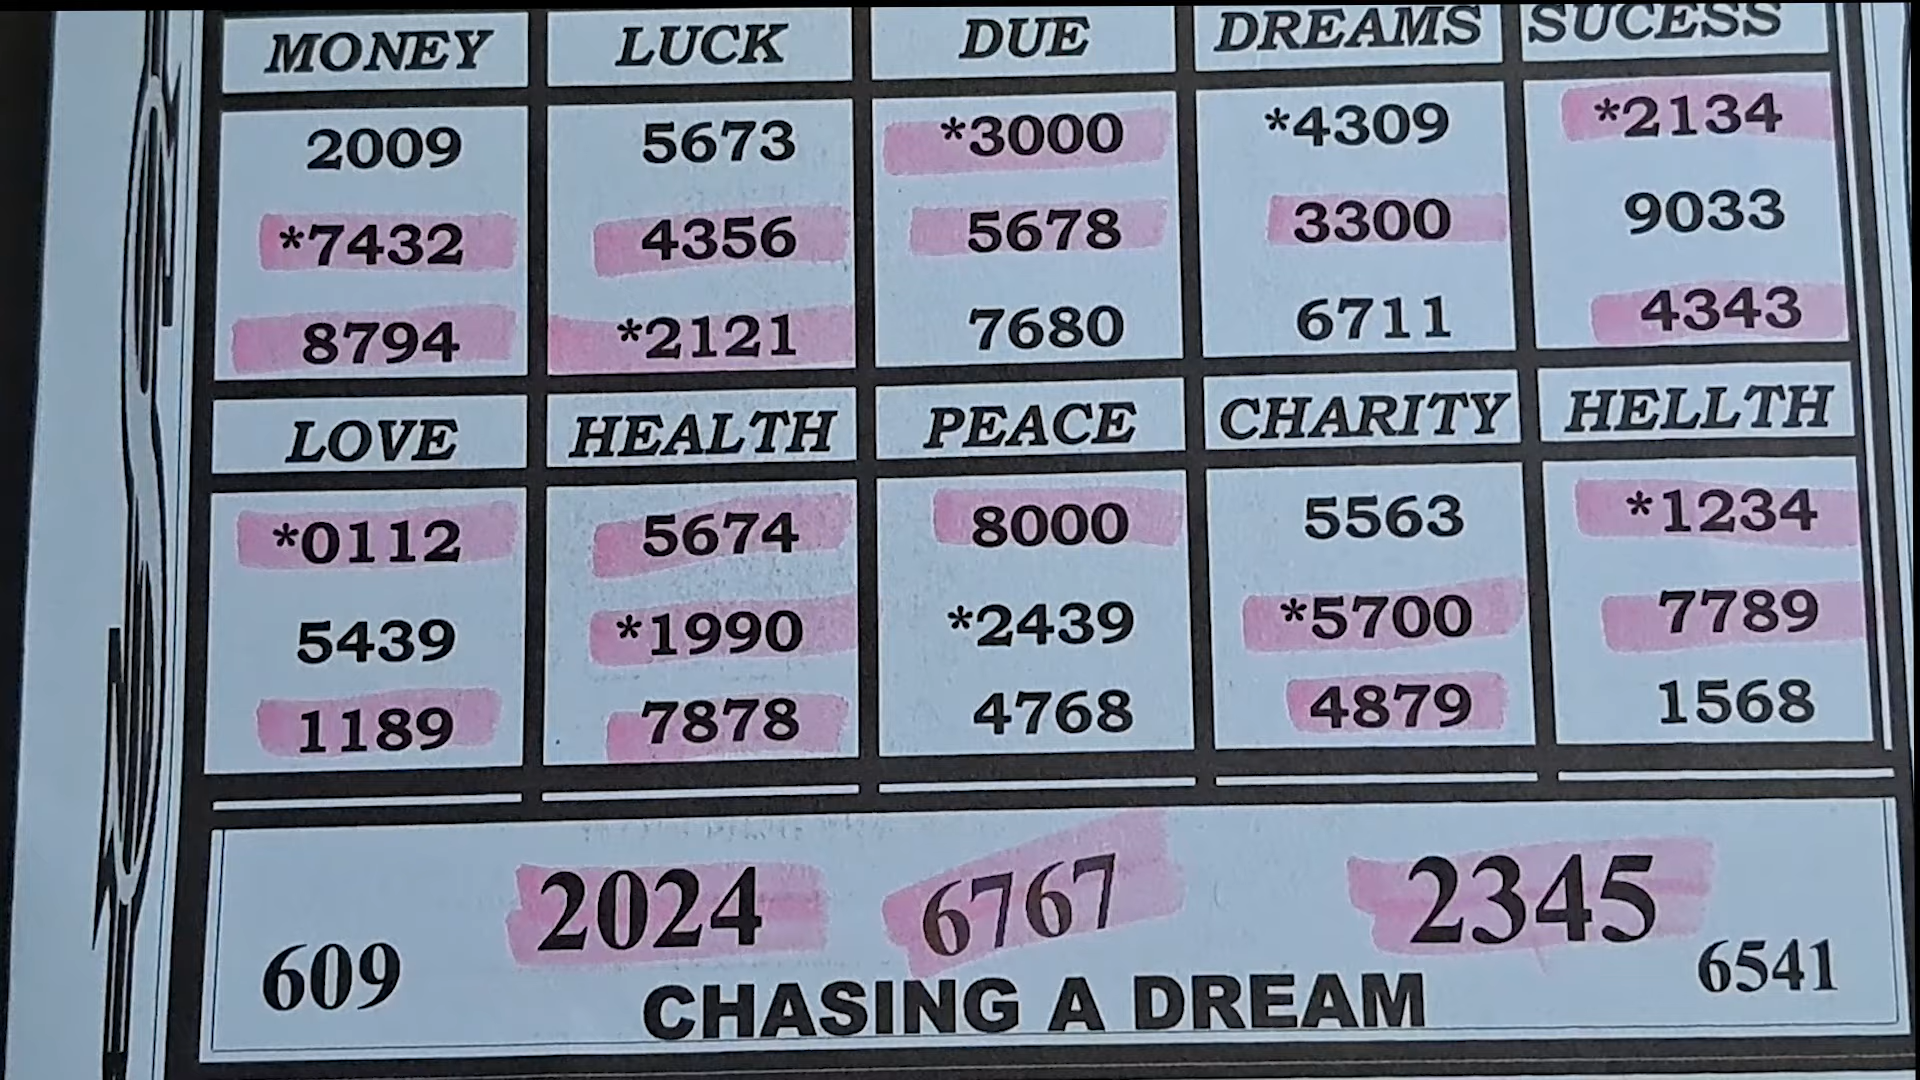 MONEY LUCK DUE DREAMS SUCESS
2009 5673 *3000 *4309 *2134
*7432 4356 5678 3300 9033
8794 *2121 7680 6711 4343
LOVE HEALTH PEACE CHARITY HELLTH
*0112 5674 8000 5563 *1234
5439 *1990 *2439 *5700 7789
1189 7878 4768 4879 1568
609 2024 6767 2345 6541
CHASING A DREAM